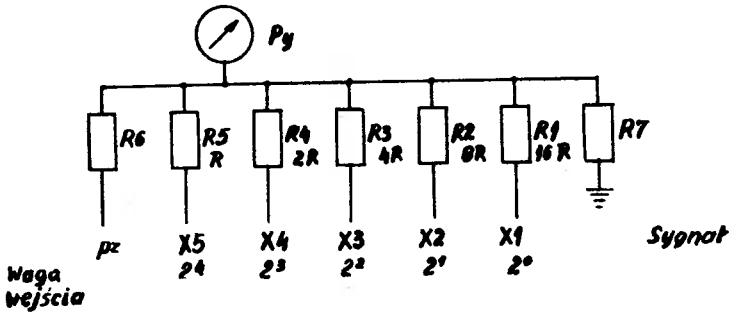 Py
R6 R5 R4 R3 R2 R1 R7
R 2R 4R 8R 16R
pz X5 X4 X3 X2 X1 Sygnał
Waga 2⁴ 2³ 2² 2¹ 2⁰
wejścia